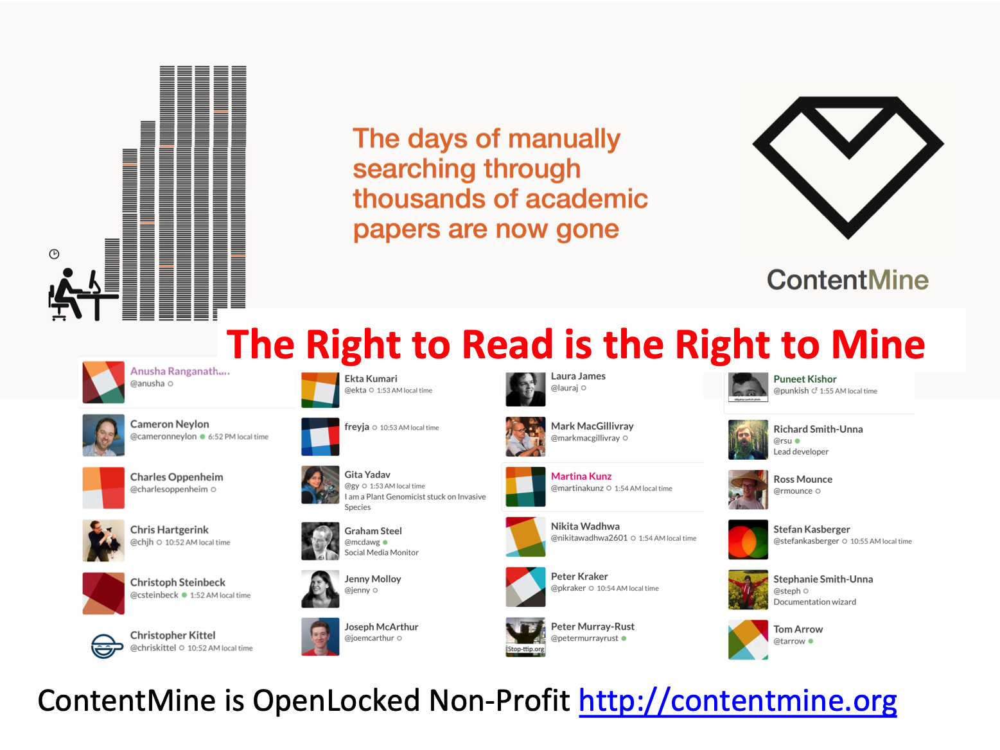 The days of manually
searching through
thousands of academic
papers are now gone
ContentMine
The Right to Read is the Right to Mine
Anusha Ranganathan
@anusha
Cameron Neylon
@cameronneylon 6:52 PM local time
Charles Oppenheim
@charlesoppenheim
Chris Hartgerink
@chjh 10:52 AM local time
Christoph Steinbeck
@csteinbeck 1:52 AM local time
Christopher Kittel
@chriskittel 10:52 AM local time
Ekta Kumari
@ekta 1:53 AM local time
freyja 10:53 AM local time
Gita Yadav
@gy 1:53 AM local time
I am a Plant Genomicist stuck on Invasive
Species
Graham Steel
@mcdawg
Social Media Monitor
Jenny Molloy
@jenny
Joseph McArthur
@joemcarthur
Laura James
@lauraj
Mark MacGillivray
@markmacgillivray
Martina Kunz
@martinakunz 1:54 AM local time
Nikita Wadhwa
@nikitawadhwa2601 1:54 AM local time
Peter Kraker
@pkraker 10:54 AM local time
Peter Murray-Rust
@petermurrayrust
Stop-ttip.org
Puneet Kishor
@punkish 1:55 AM local time
obligatory punkish photo
Richard Smith-Unna
@rsu
Lead developer
Ross Mounce
@rmounce
Stefan Kasberger
@stefankasberger 10:55 AM local time
Stephanie Smith-Unna
@steph
Documentation wizard
Tom Arrow
@tarrow
ContentMine is OpenLocked Non-Profit http://contentmine.org